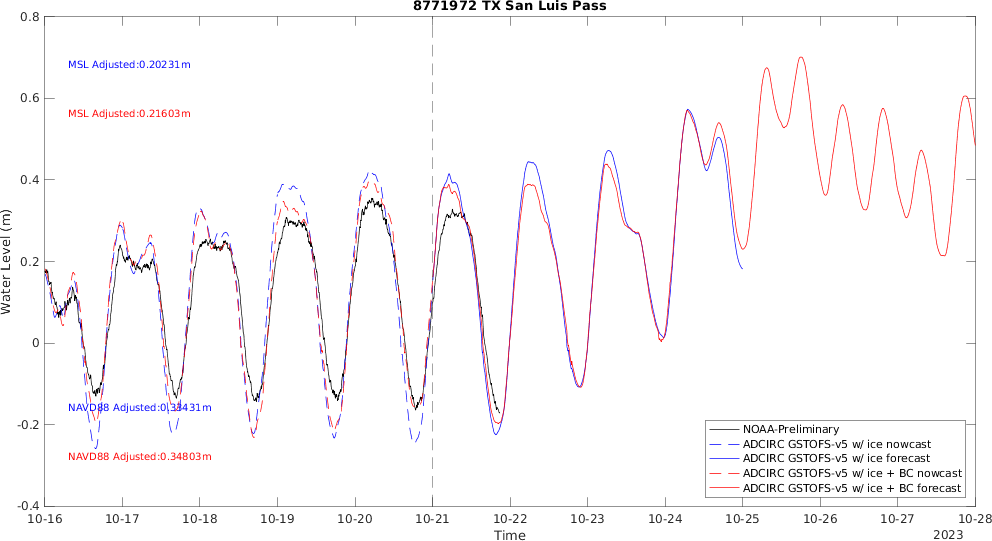 8771972 TX San Luis Pass
Water Level (m)
0.8
0.6
0.4
0.2
0
-0.2
-0.4
MSL Adjusted:0.20231m
MSL Adjusted:0.21603m
NAVD88 Adjusted:0.33431m
NAVD88 Adjusted:0.34803m
NOAA-Preliminary
ADCIRC GSTOFS-v5 w/ ice nowcast
ADCIRC GSTOFS-v5 w/ ice forecast
ADCIRC GSTOFS-v5 w/ ice + BC nowcast
ADCIRC GSTOFS-v5 w/ ice + BC forecast
10-16 10-17 10-18 10-19 10-20 10-21 10-22 10-23 10-24 10-25 10-26 10-27 10-28
Time
2023